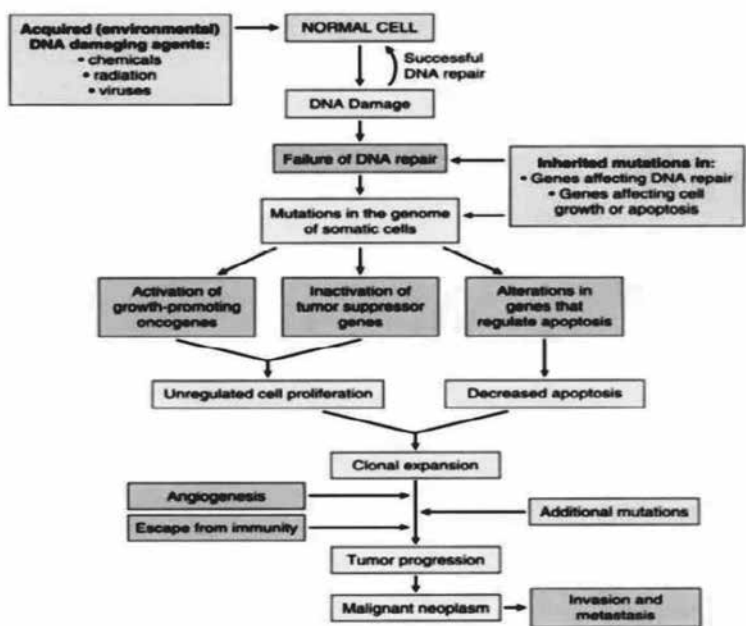 Acquired (environmental)
DNA damaging agents:
• chemicals
• radiation
• viruses
NORMAL CELL
Successful
DNA repair
DNA Damage
Failure of DNA repair
Inherited mutations in:
• Genes affecting DNA repair
• Genes affecting cell
growth or apoptosis
Mutations in the genome
of somatic cells
Activation of
growth-promoting
oncogenes
Inactivation of
tumor suppressor
genes
Alterations in
genes that
regulate apoptosis
Unregulated cell proliferation
Decreased apoptosis
Clonal expansion
Angiogenesis
Escape from immunity
Additional mutations
Tumor progression
Malignant neoplasm
Invasion and
metastasis